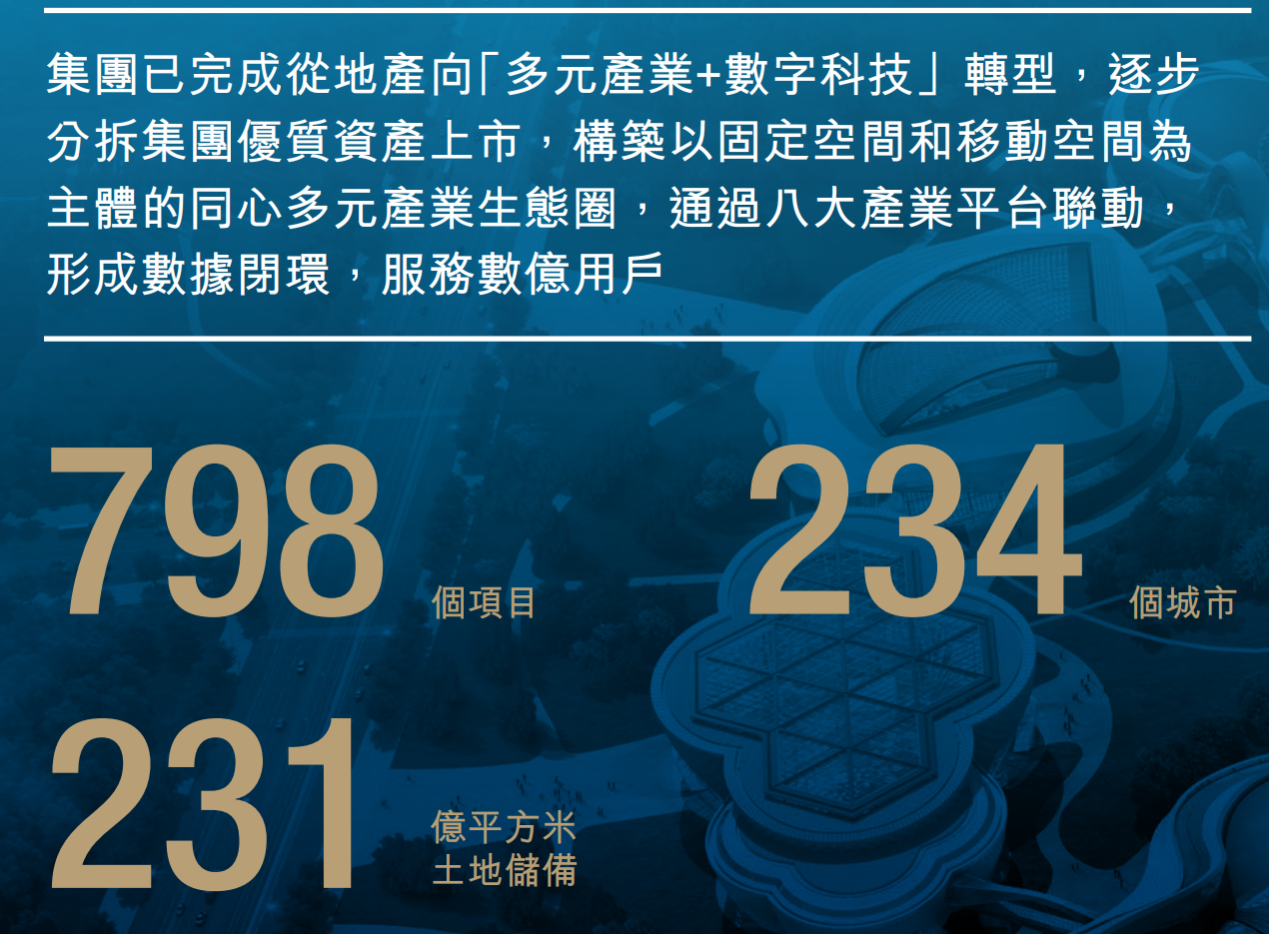 集團已完成從地產向「多元產業+數字科技」轉型，逐步
分拆集團優質資產上市，構築以固定空間和移動空間為
主體的同心多元產業生態圈，通過八大產業平台聯動，
形成數據閉環，服務數億用戶
798 個項目
234 個城市
231 億平方米
土地儲備